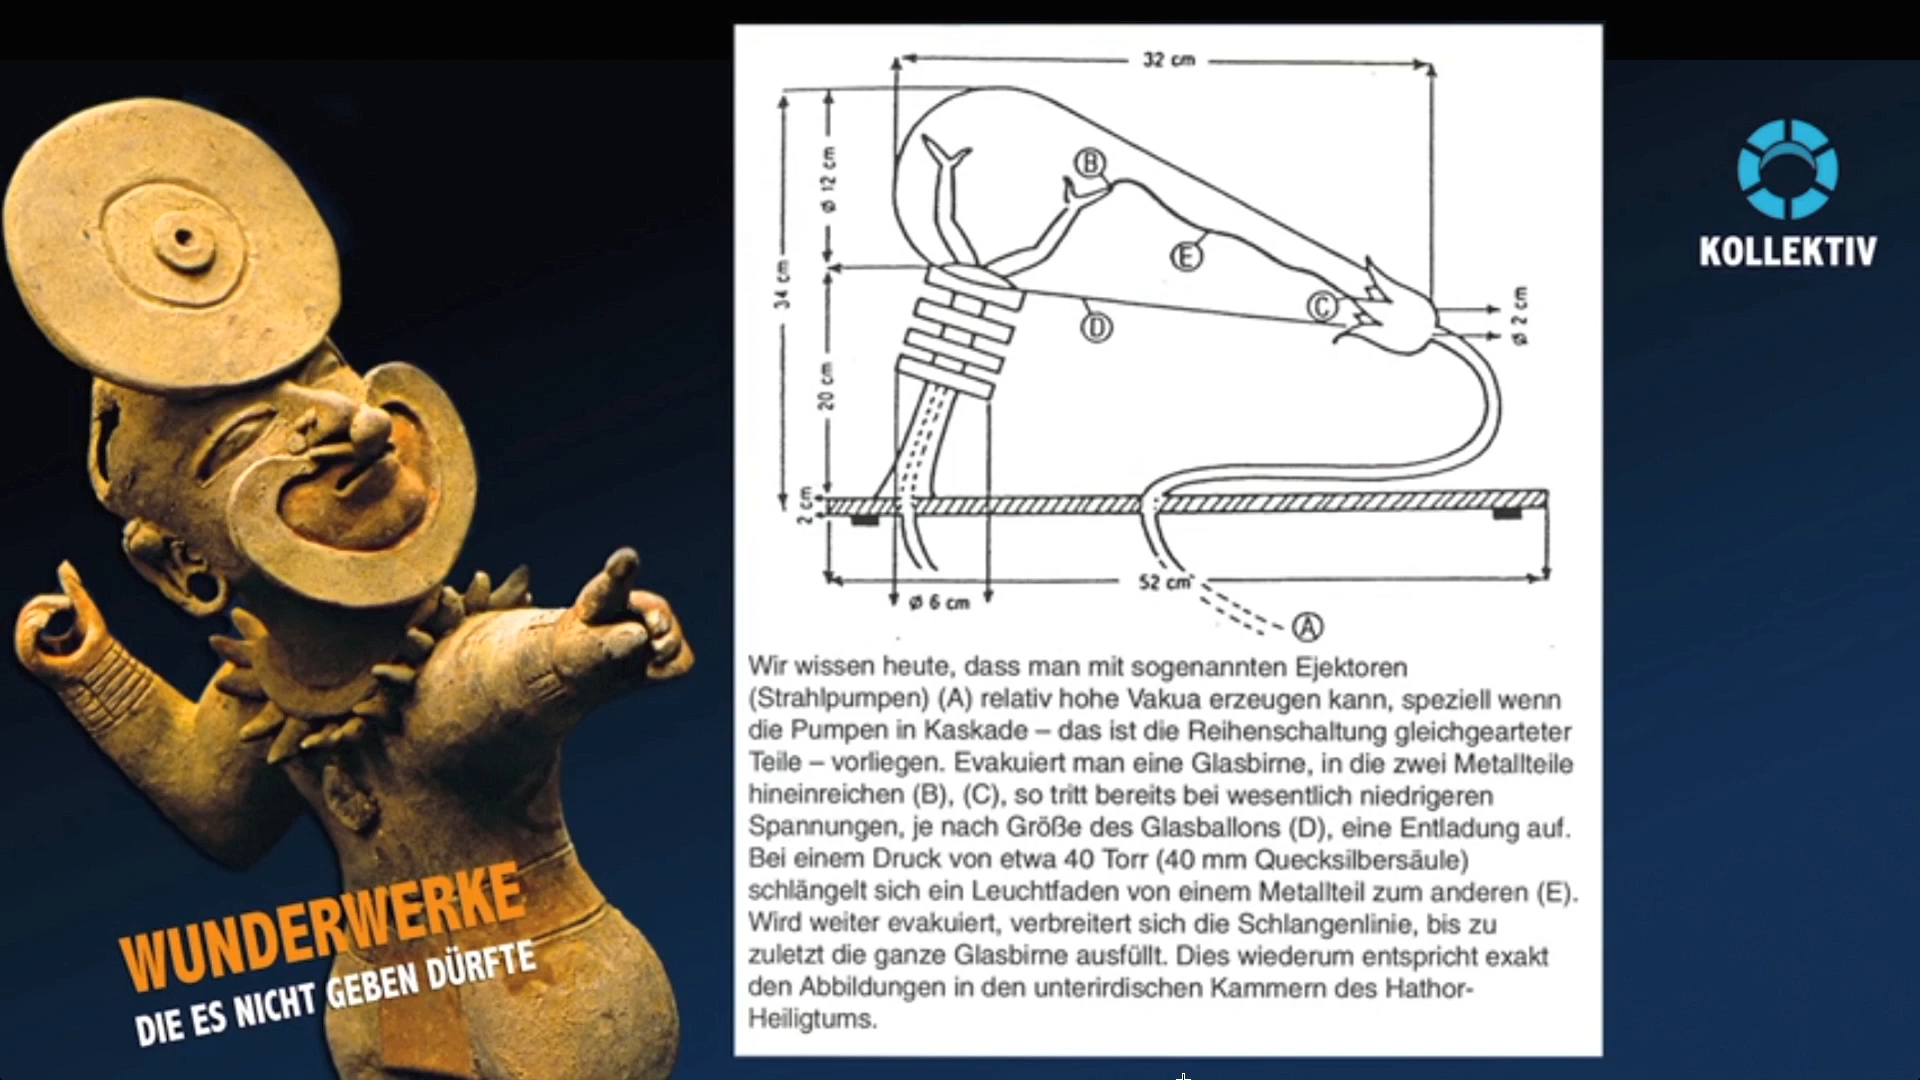 32 cm
B
Ø 12 cm
E
34 cm
C
Ø 2 cm
D
20 cm
2 cm
52 cm
Ø 6 cm
A
KOLLEKTIV
Wir wissen heute, dass man mit sogenannten Ejektoren
(Strahlpumpen) (A) relativ hohe Vakua erzeugen kann, speziell wenn
die Pumpen in Kaskade – das ist die Reihenschaltung gleichgearteter
Teile – vorliegen. Evakuiert man eine Glasbirne, in die zwei Metallteile
hineinreichen (B), (C), so tritt bereits bei wesentlich niedrigeren
Spannungen, je nach Größe des Glasballons (D), eine Entladung auf.
Bei einem Druck von etwa 40 Torr (40 mm Quecksilbersäule)
schlängelt sich ein Leuchtfaden von einem Metallteil zum anderen (E).
Wird weiter evakuiert, verbreitert sich die Schlangenlinie, bis zu
zuletzt die ganze Glasbirne ausfüllt. Dies wiederum entspricht exakt
den Abbildungen in den unterirdischen Kammern des Hathor-
Heiligtums.
WUNDERWERKE
DIE ES NICHT GEBEN DÜRFTE